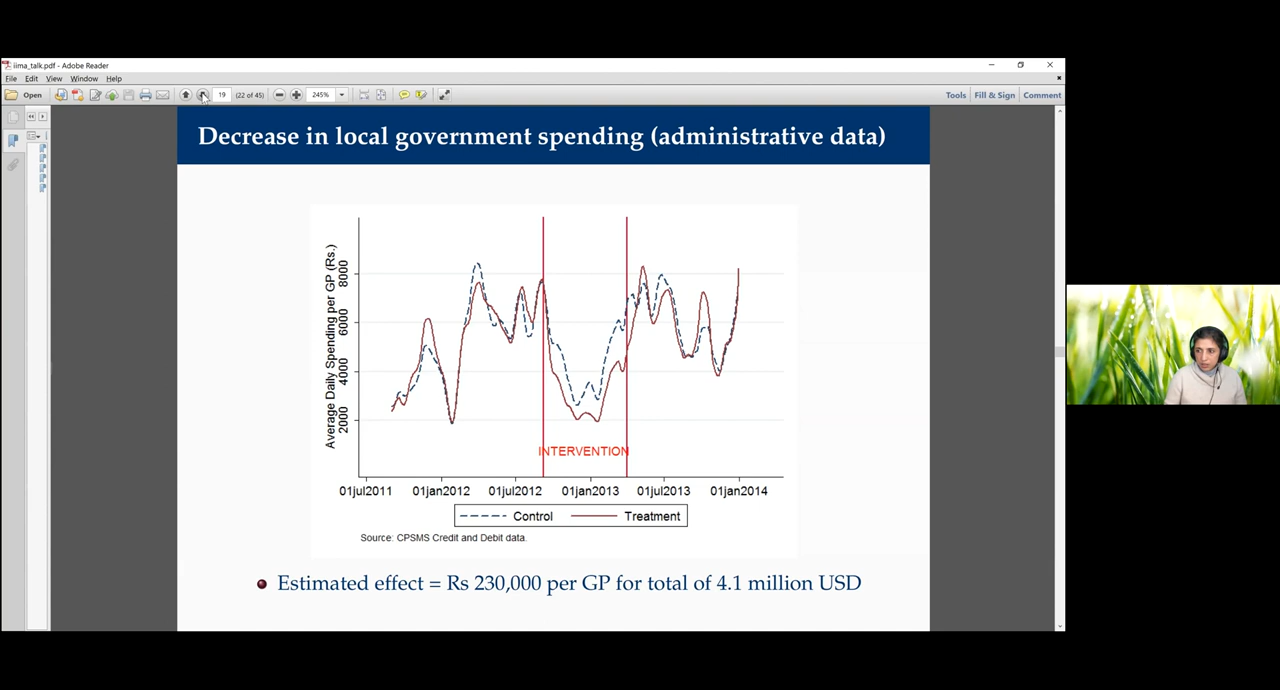 iima_talk.pdf - Adobe Reader
File Edit View Window Help
Open 19 (22 of 45) 245% Tools Fill & Sign Comment
Decrease in local government spending (administrative data)
Average Daily Spending per GP (Rs.)
8000
6000
4000
2000
INTERVENTION
01jul2011 01jan2012 01jul2012 01jan2013 01jul2013 01jan2014
Control Treatment
Source: CPSMS Credit and Debit data.
Estimated effect = Rs 230,000 per GP for total of 4.1 million USD